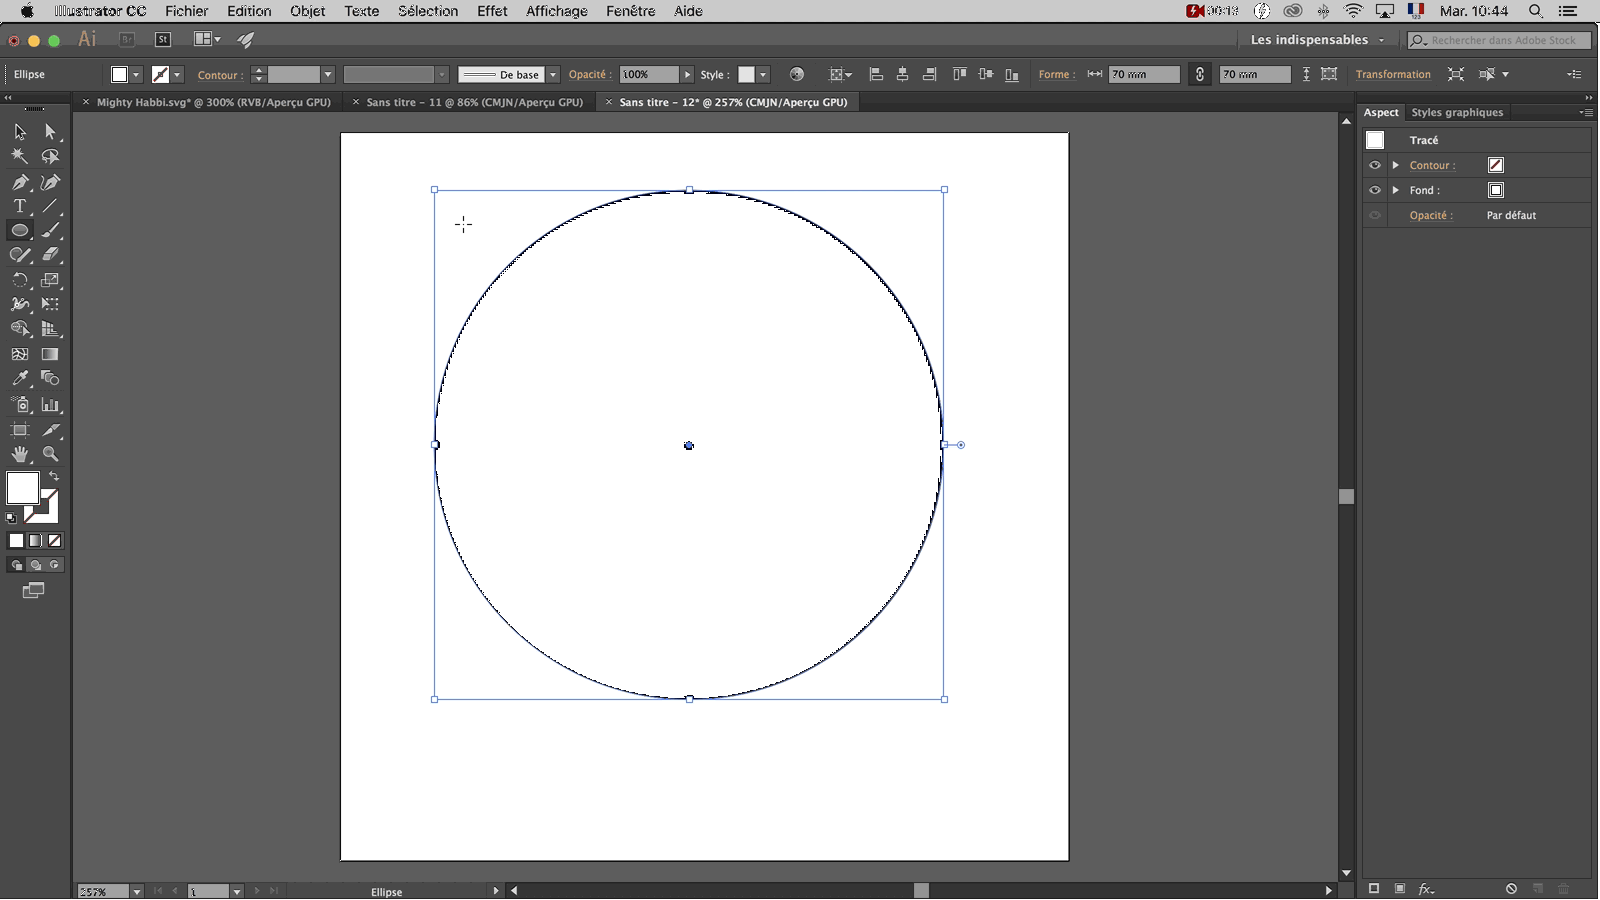 Illustrator CC Fichier Edition Objet Texte Sélection Effet Affichage Fenêtre Aide 00:13 Mar. 10:44
Ai Br St Les indispensables Rechercher dans Adobe Stock
Ellipse Contour : De base Opacité : 100% Style : Forme : 70 mm 70 mm Transformation
× Mighty Habbi.svg* @ 300% (RVB/Aperçu GPU) × Sans titre - 11 @ 86% (CMJN/Aperçu GPU) × Sans titre - 12* @ 257% (CMJN/Aperçu GPU)
Aspect Styles graphiques
Tracé
Contour :
Fond :
Opacité : Par défaut
257% 1 Ellipse fx